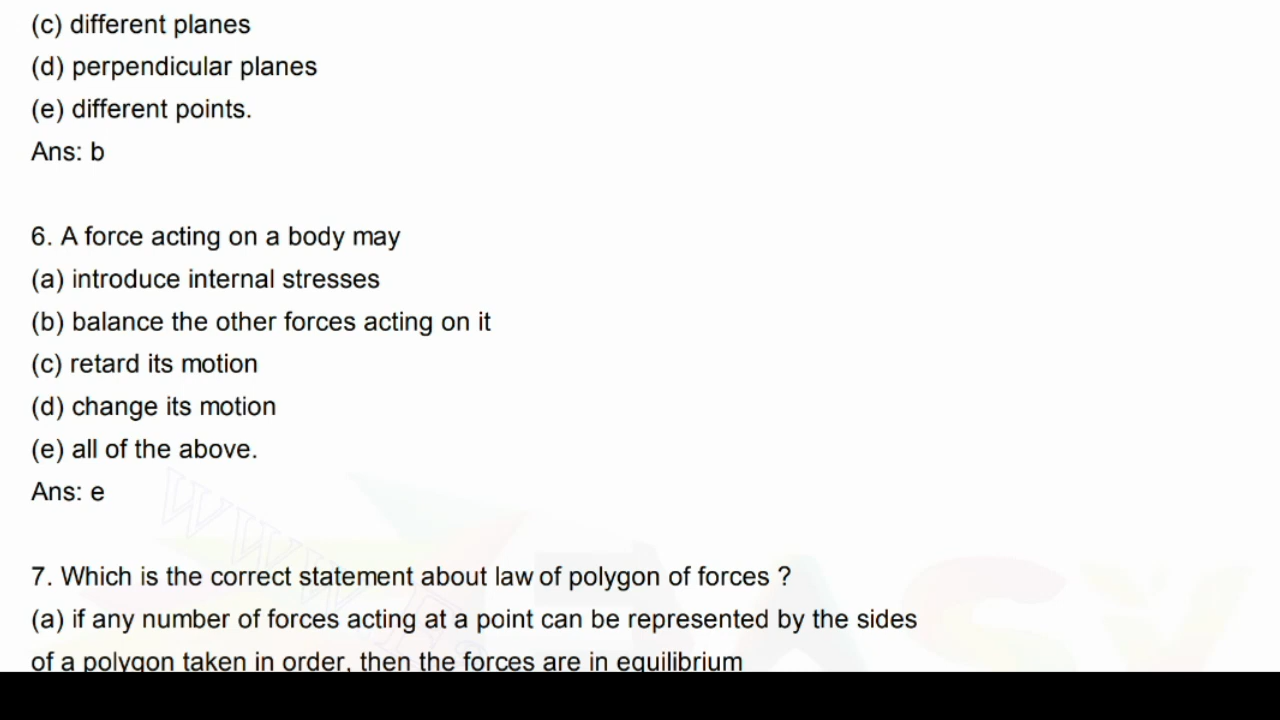 (c) different planes
(d) perpendicular planes
(e) different points.
Ans: b
6. A force acting on a body may
(a) introduce internal stresses
(b) balance the other forces acting on it
(c) retard its motion
(d) change its motion
(e) all of the above.
Ans: e
7. Which is the correct statement about law of polygon of forces ?
(a) if any number of forces acting at a point can be represented by the sides
of a polygon taken in order, then the forces are in equilibrium